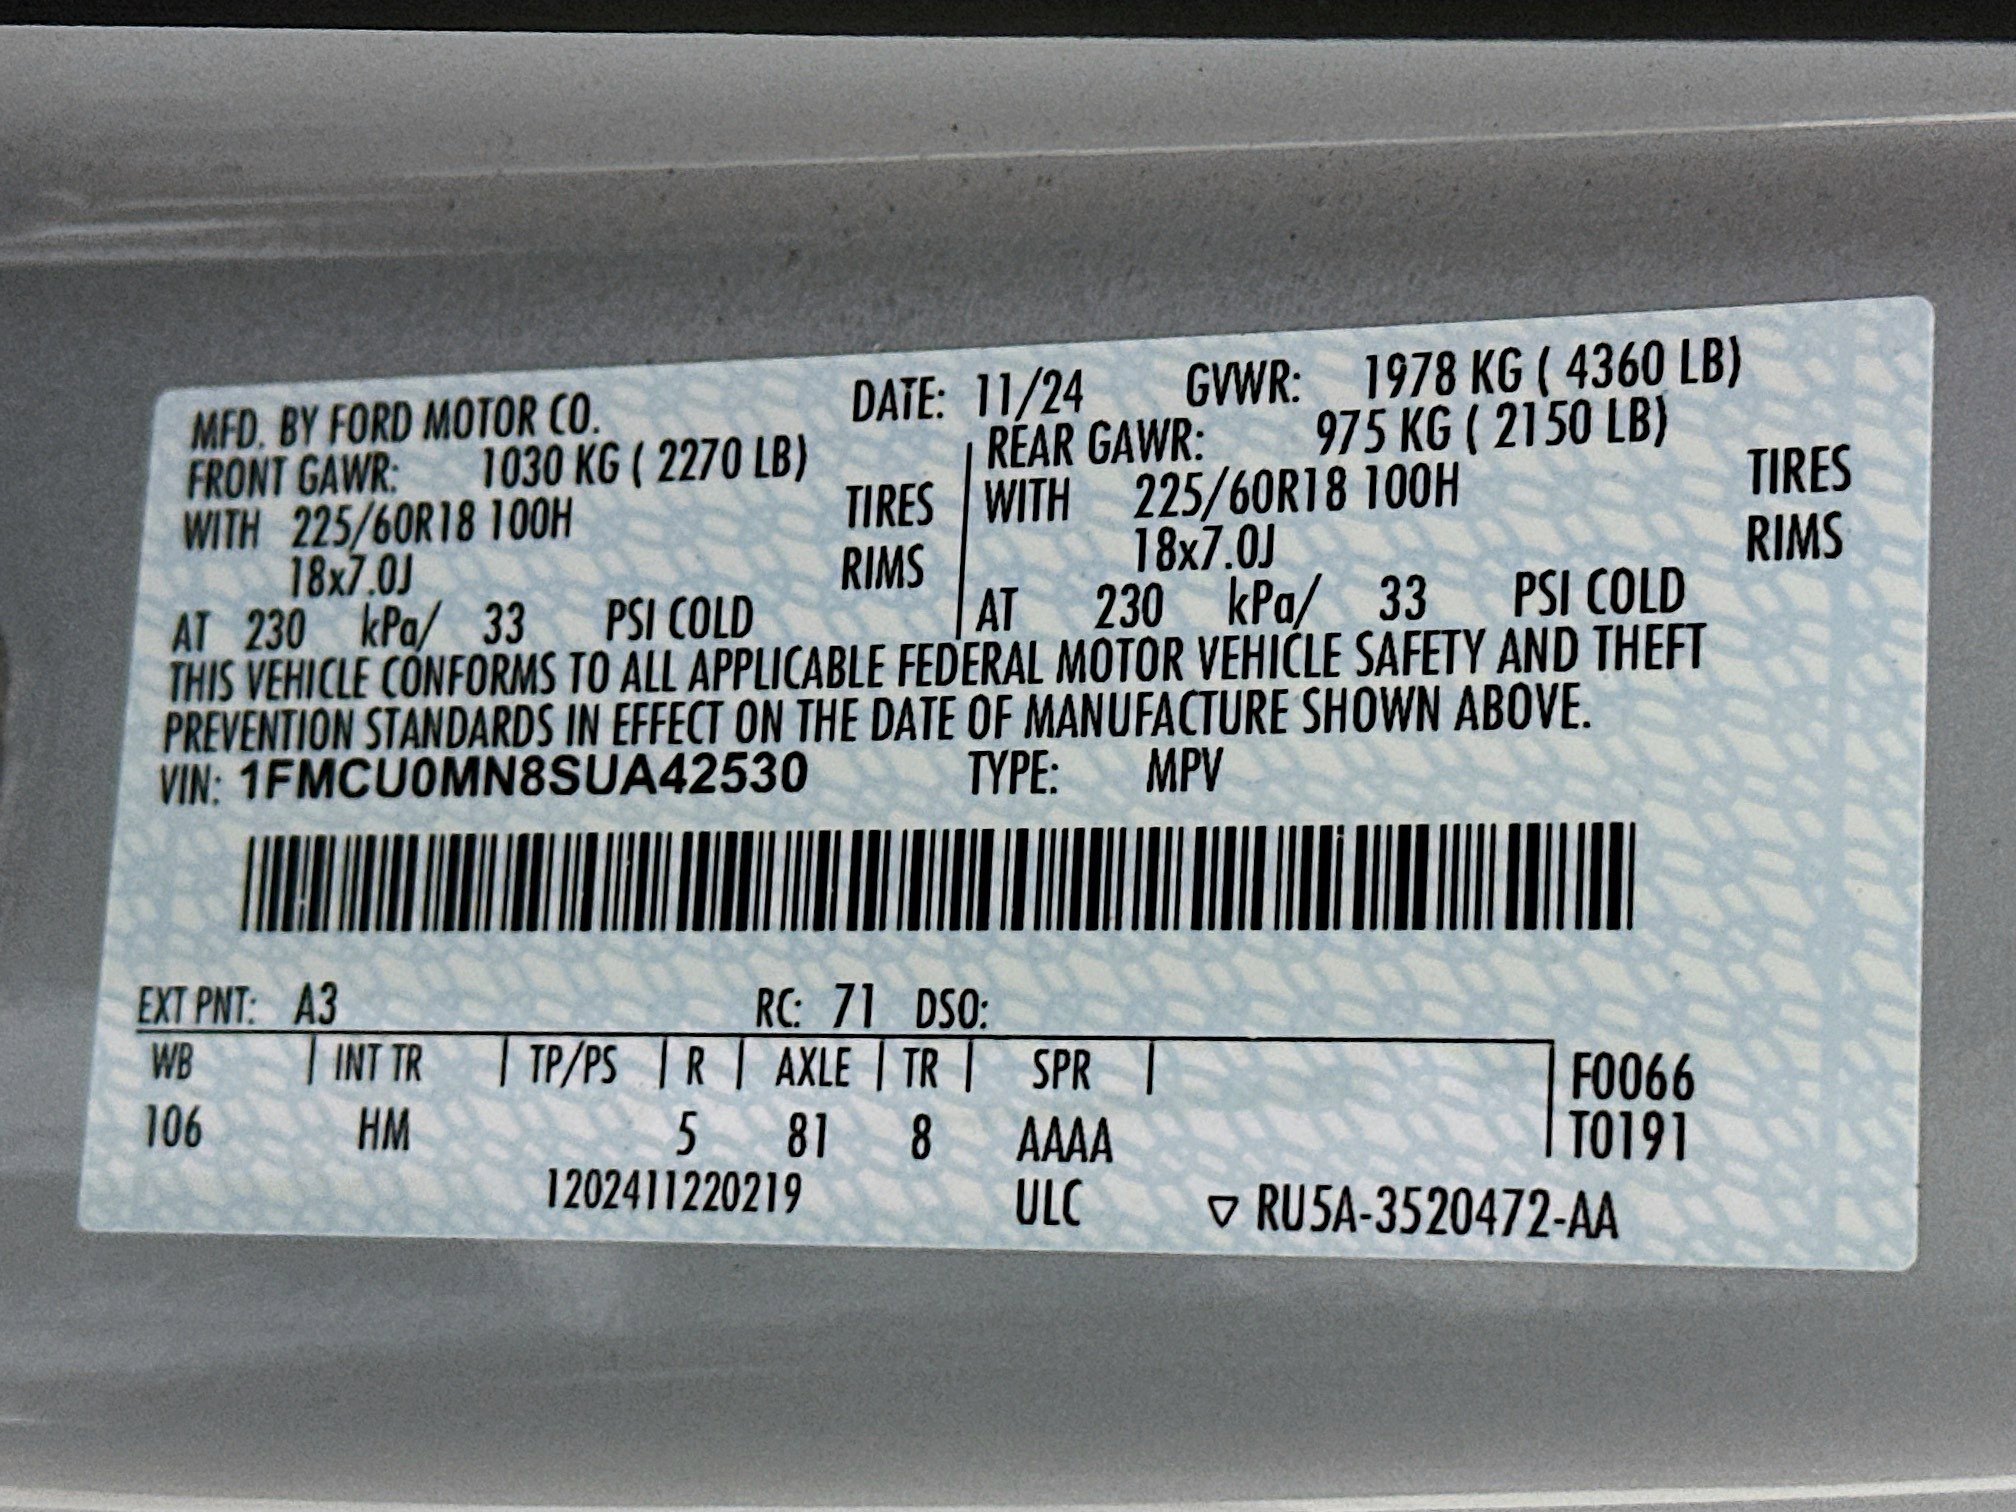 MFD. BY FORD MOTOR CO. DATE: 11/24 GVWR: 1978 KG ( 4360 LB)
FRONT GAWR: 1030 KG ( 2270 LB) REAR GAWR: 975 KG ( 2150 LB)
WITH 225/60R18 100H TIRES WITH 225/60R18 100H TIRES
18x7.0J RIMS 18x7.0J RIMS
AT 230 kPa/ 33 PSI COLD AT 230 kPa/ 33 PSI COLD
THIS VEHICLE CONFORMS TO ALL APPLICABLE FEDERAL MOTOR VEHICLE SAFETY AND THEFT
PREVENTION STANDARDS IN EFFECT ON THE DATE OF MANUFACTURE SHOWN ABOVE.
VIN: 1FMCU0MN8SUA42530 TYPE: MPV
EXT PNT: A3 RC: 71 DSO:
WB INT TR TP/PS R AXLE TR SPR F0066
106 HM 5 81 8 AAAA T0191
1202411220219 ULC ▽ RU5A-3520472-AA